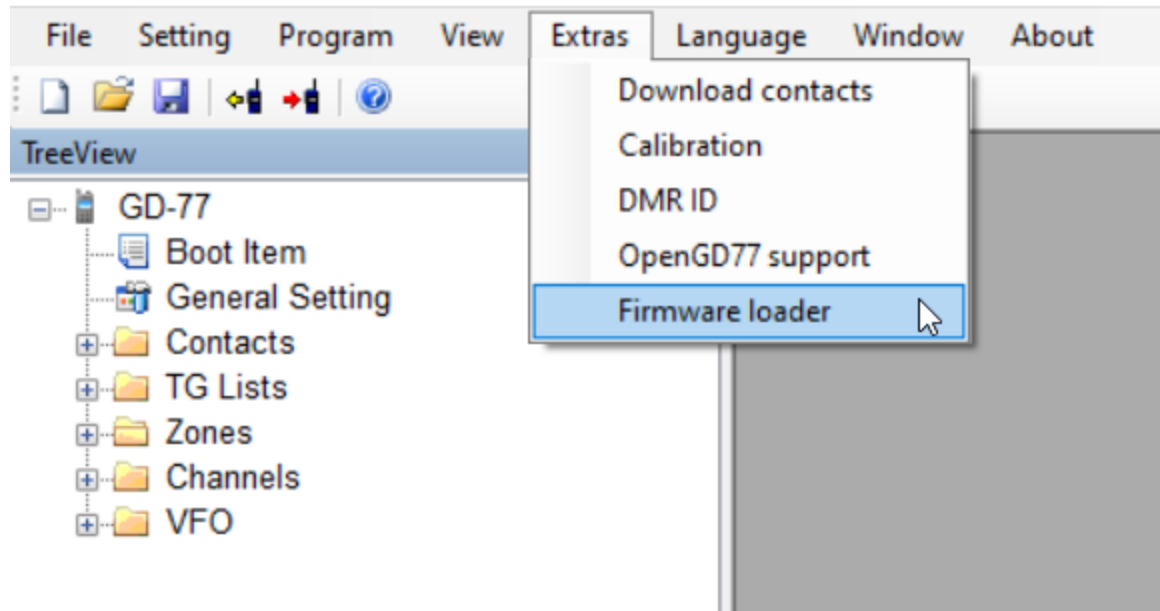 File Setting Program View Extras Language Window About
Download contacts
Calibration
DMR ID
OpenGD77 support
Firmware loader
TreeView
GD-77
Boot Item
General Setting
Contacts
TG Lists
Zones
Channels
VFO